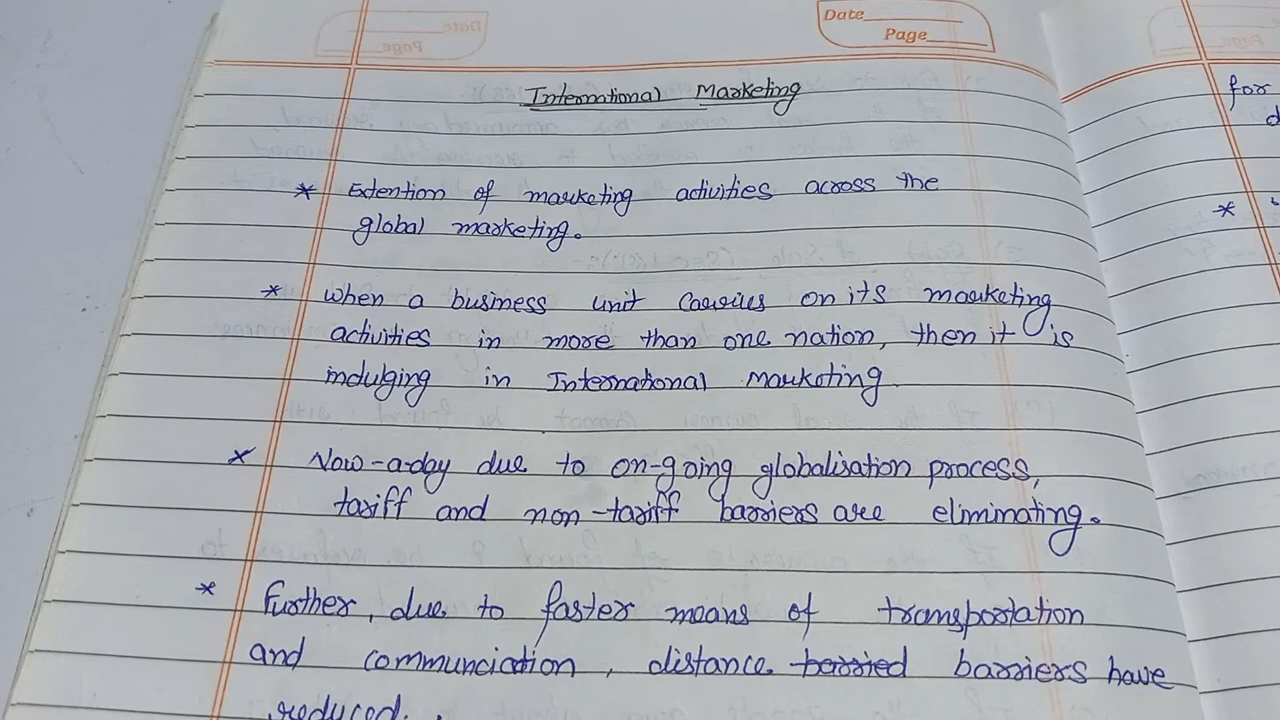 Date
Page
International Marketing
* Extention of marketing activities across the
global marketing.
* When a business unit carries on its marketing
activities in more than one nation, then it is
indulging in International Marketing
* Now-a-day due to on-going globalisation process,
tariff and non-tariff barriers are eliminating.
* Further, due to faster means of transportation
and communciation, distance barried barriers have
reduced.
for
d
*